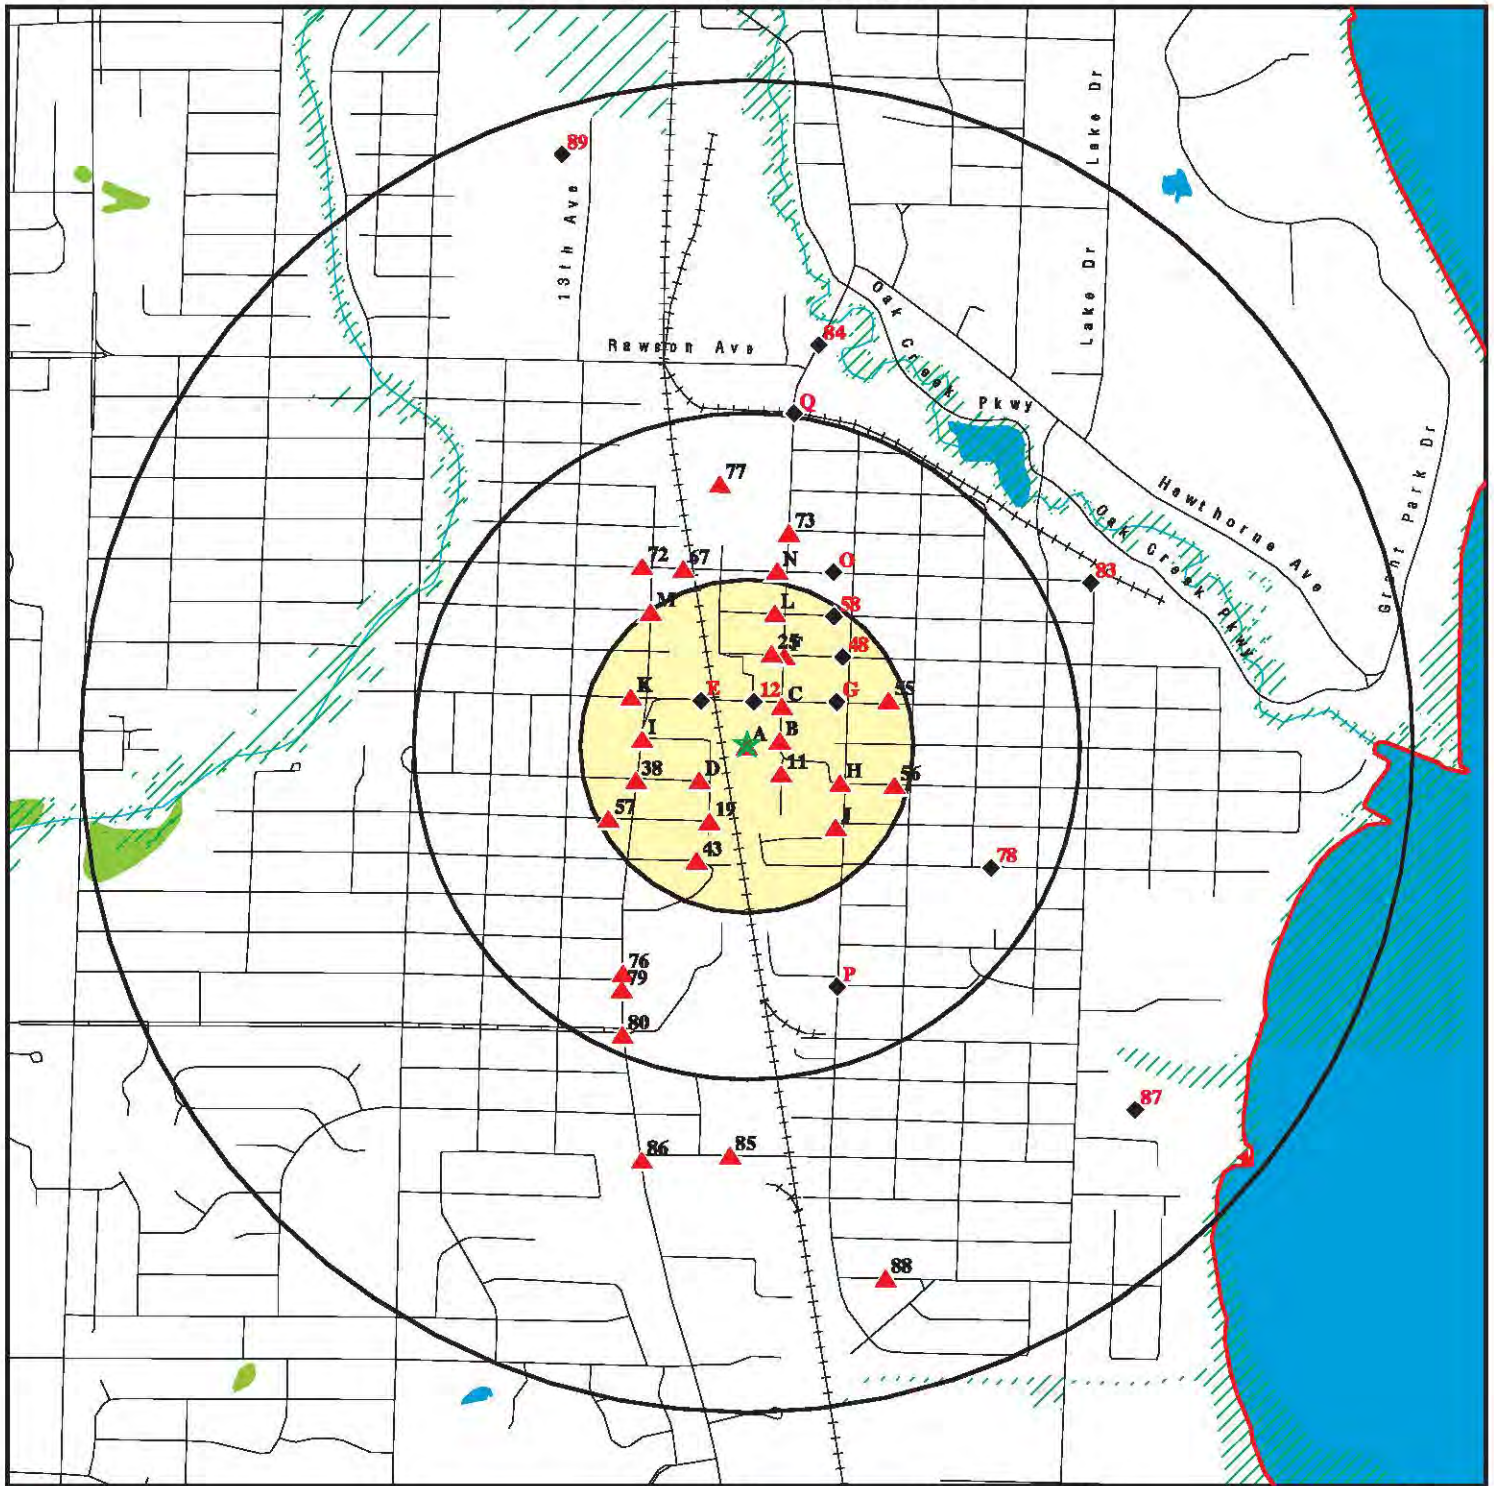 Lake Dr
89
13th Ave
Lake Dr
Oak Creek Pkwy
84
Rawson Ave
Q
Hawthorne Ave
Grant Park Dr
77
Oak Creek Pkwy
73
72
67
N
O
83
M
L
58
25
F
48
K
E
12
C
G
55
I
A
B
38
D
11
H
56
57
19
J
43
78
76
79
P
80
87
86
85
88